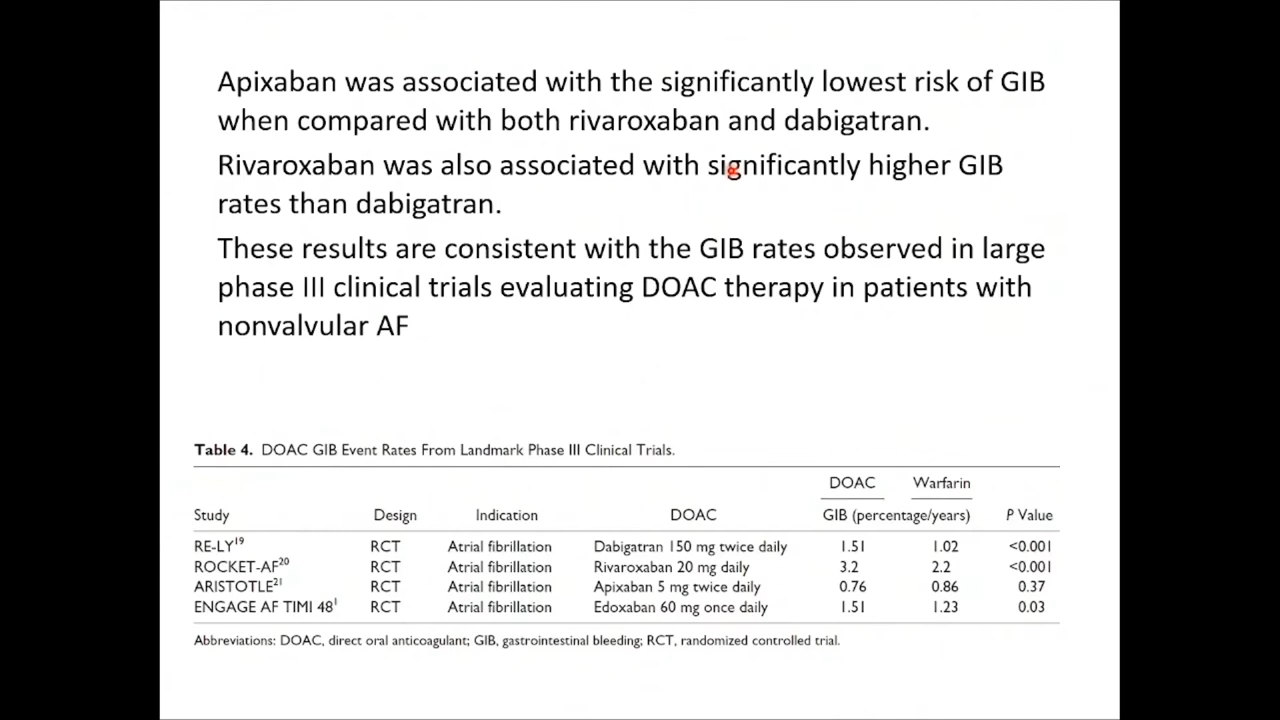 Apixaban was associated with the significantly lowest risk of GIB
when compared with both rivaroxaban and dabigatran.
Rivaroxaban was also associated with significantly higher GIB
rates than dabigatran.
These results are consistent with the GIB rates observed in large
phase III clinical trials evaluating DOAC therapy in patients with
nonvalvular AF
Table 4. DOAC GIB Event Rates From Landmark Phase III Clinical Trials.
DOAC Warfarin
Study Design Indication DOAC GIB (percentage/years) P Value
RE-LY19 RCT Atrial fibrillation Dabigatran 150 mg twice daily 1.51 1.02 <0.001
ROCKET-AF20 RCT Atrial fibrillation Rivaroxaban 20 mg daily 3.2 2.2 <0.001
ARISTOTLE21 RCT Atrial fibrillation Apixaban 5 mg twice daily 0.76 0.86 0.37
ENGAGE AF TIMI 481 RCT Atrial fibrillation Edoxaban 60 mg once daily 1.51 1.23 0.03
Abbreviations: DOAC, direct oral anticoagulant; GIB, gastrointestinal bleeding; RCT, randomized controlled trial.